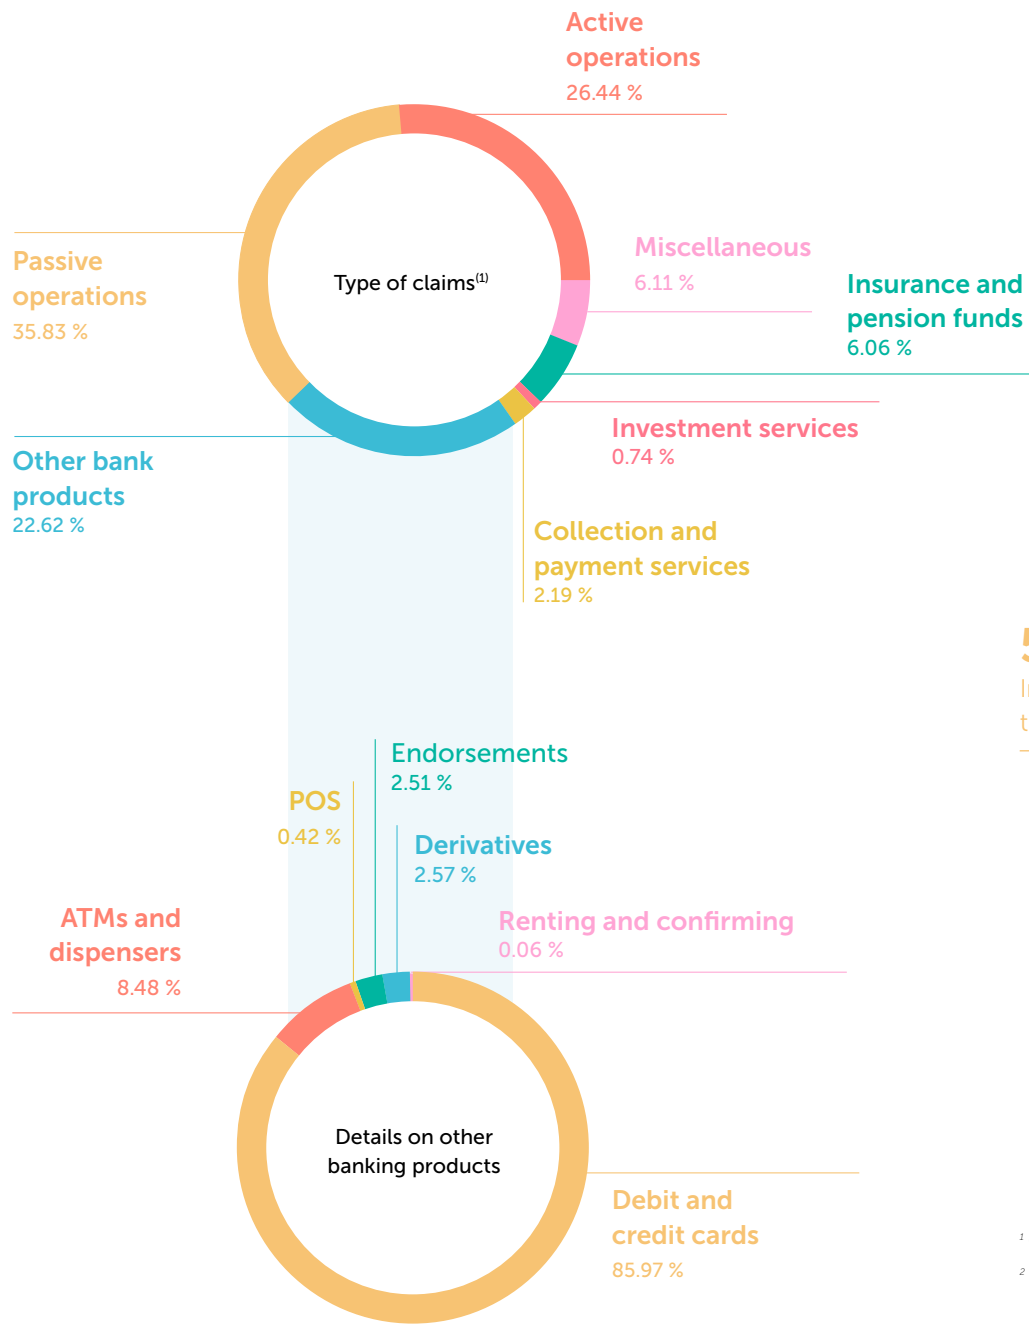 Active
operations
26.44 %
Passive
operations
35.83 %
Type of claims(1)
Miscellaneous
6.11 %
Insurance and
pension funds
6.06 %
Investment services
0.74 %
Other bank
products
22.62 %
Collection and
payment services
2.19 %
Endorsements
2.51 %
POS
0.42 %
Derivatives
2.57 %
ATMs and
dispensers
8.48 %
Renting and confirming
0.06 %
Details on other
banking products
Debit and
credit cards
85.97 %
1
2